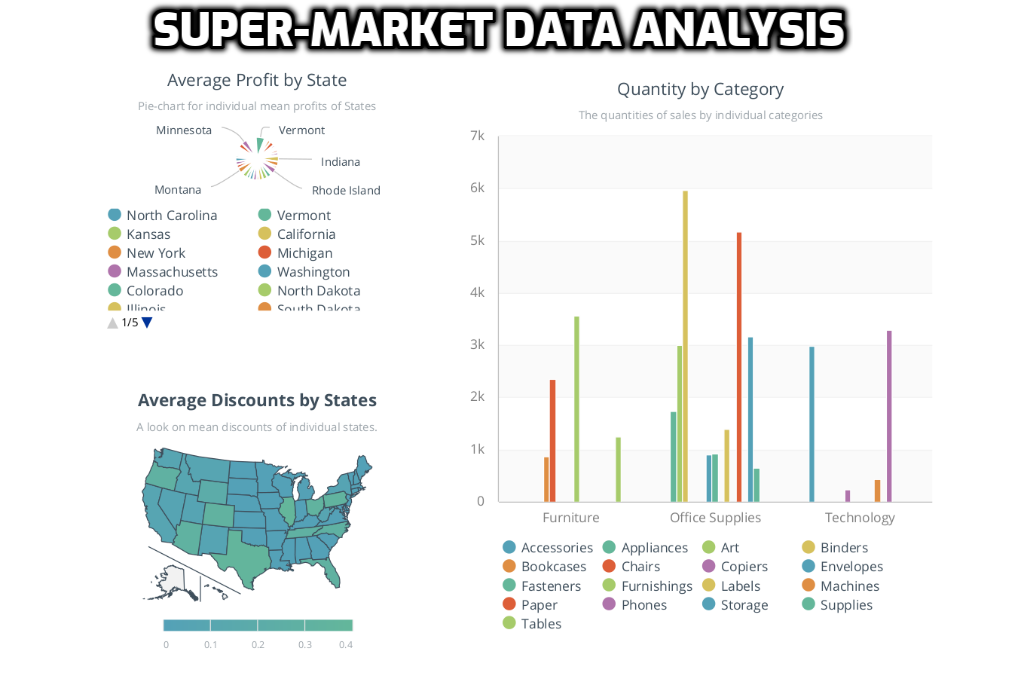 SUPER-MARKET DATA ANALYSIS
Average Profit by State
Pie-chart for individual mean profits of States
Minnesota
Vermont
Indiana
Montana
Rhode Island
North Carolina
Vermont
Kansas
California
New York
Michigan
Massachusetts
Washington
Colorado
North Dakota
Illinois
South Dakota
1/5
Average Discounts by States
A look on mean discounts of individual states.
0 0.1 0.2 0.3 0.4
Quantity by Category
The quantities of sales by individual categories
7k
6k
5k
4k
3k
2k
1k
0
Furniture Office Supplies Technology
Accessories Appliances Art Binders
Bookcases Chairs Copiers Envelopes
Fasteners Furnishings Labels Machines
Paper Phones Storage Supplies
Tables